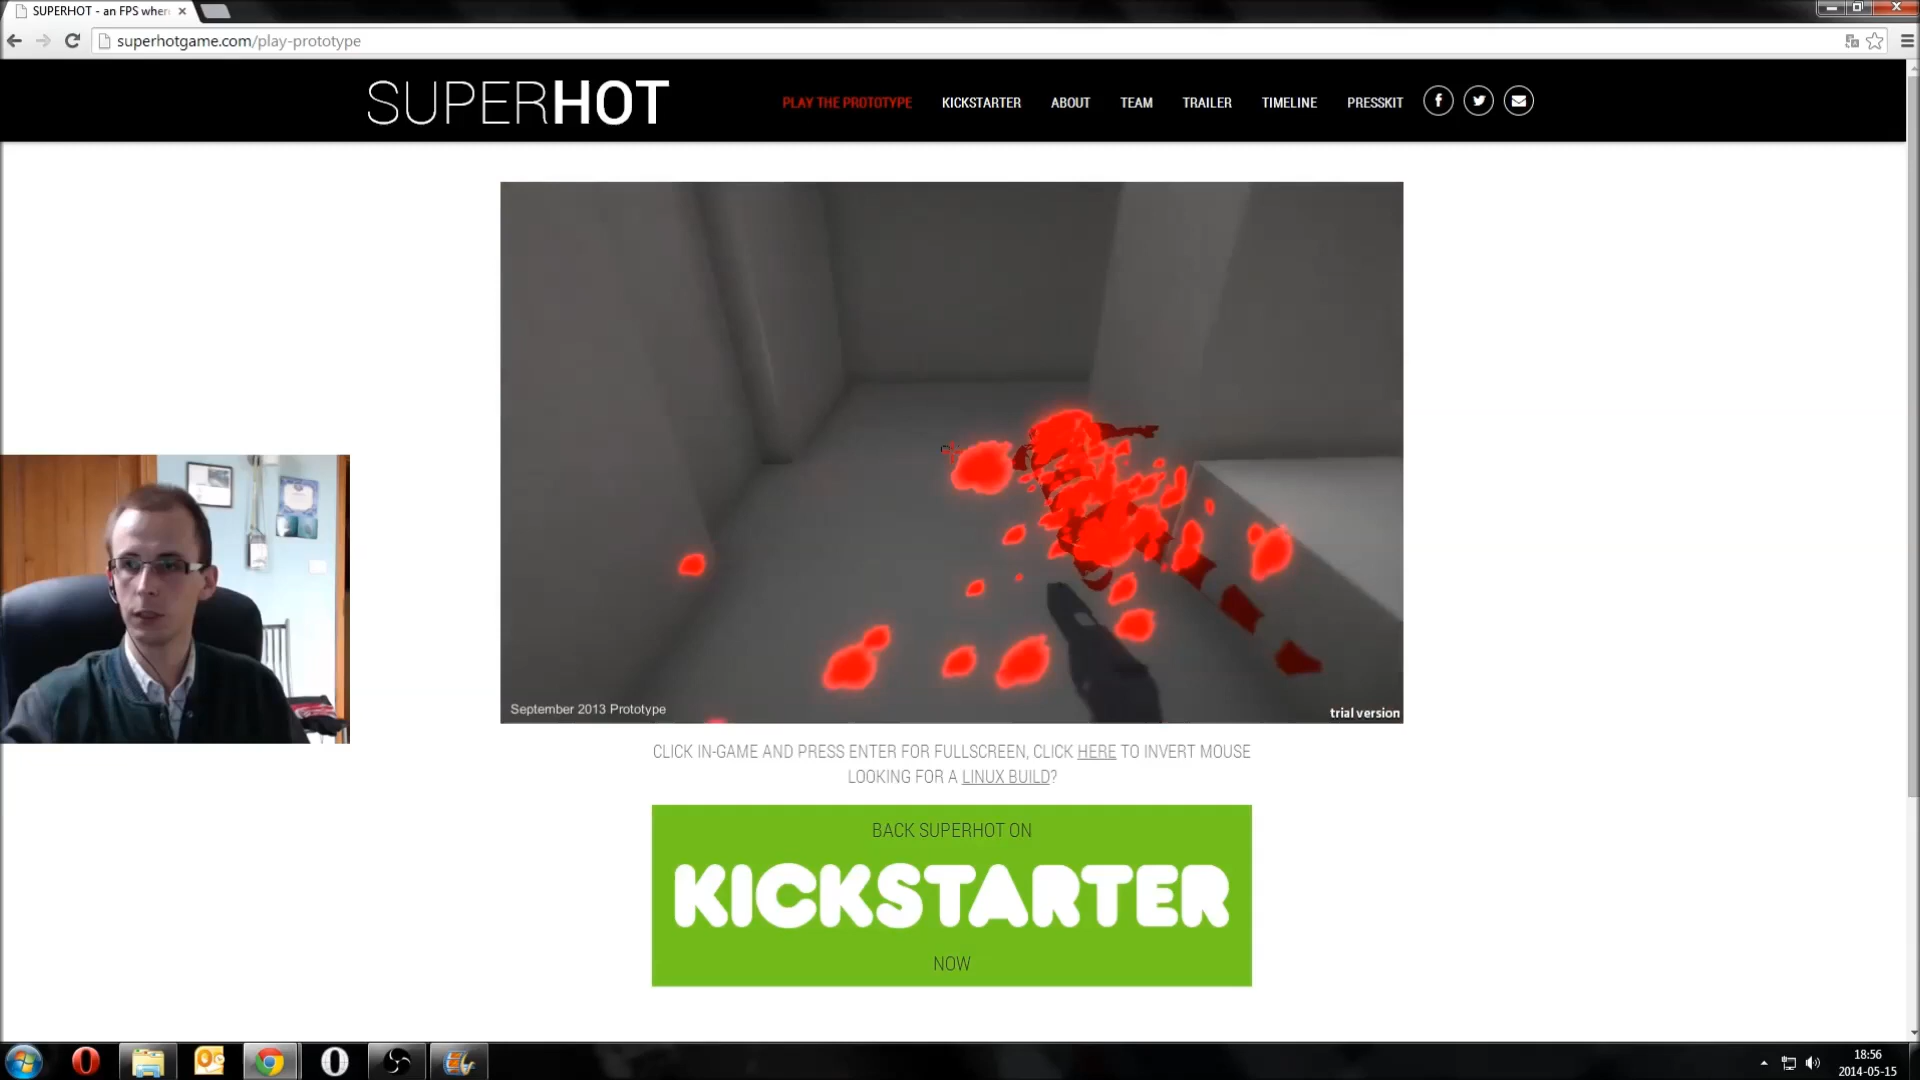 SUPERHOT - an FPS wher
superhotgame.com/play-prototype
SUPERHOT
PLAY THE PROTOTYPE
KICKSTARTER
ABOUT
TEAM
TRAILER
TIMELINE
PRESSKIT
September 2013 Prototype
trial version
CLICK IN-GAME AND PRESS ENTER FOR FULLSCREEN, CLICK HERE TO INVERT MOUSE
LOOKING FOR A LINUX BUILD?
BACK SUPERHOT ON
KICKSTARTER
NOW
18:56
2014-05-15